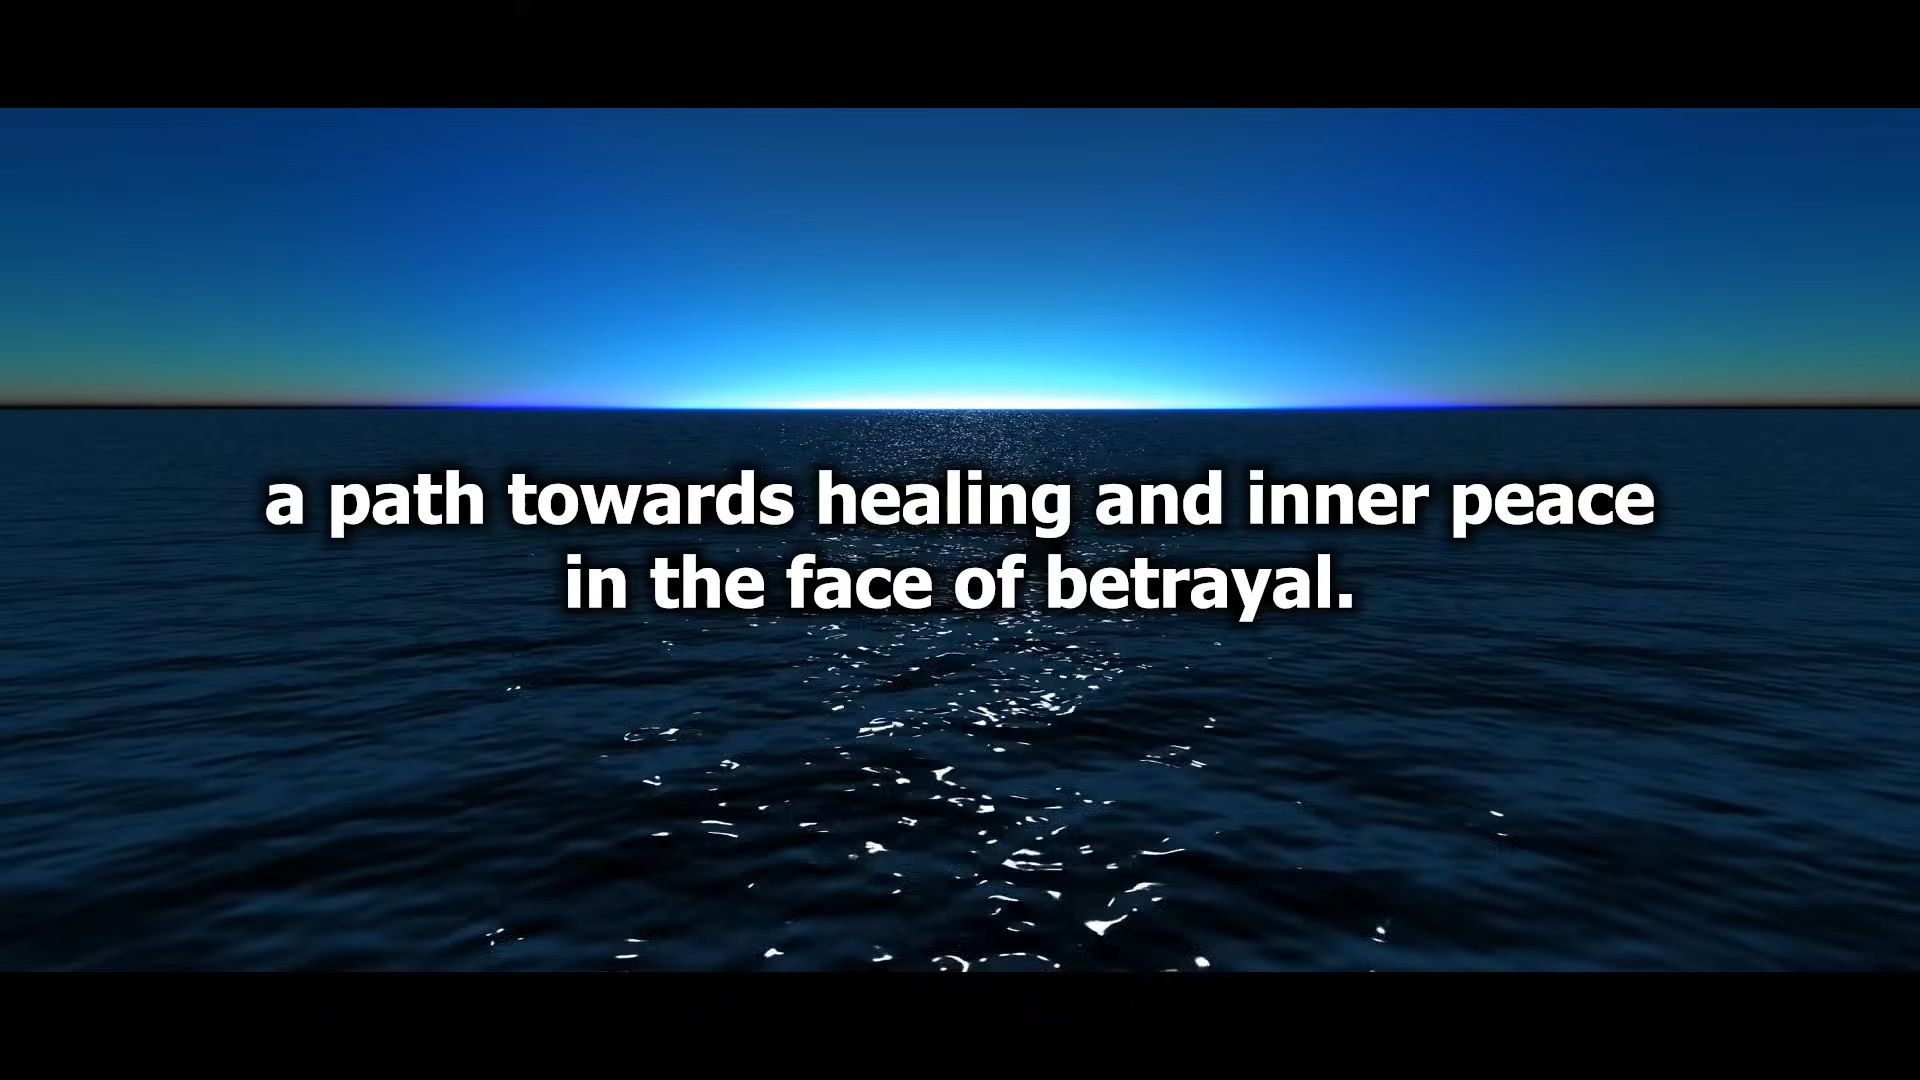 a path towards healing and inner peace
in the face of betrayal.